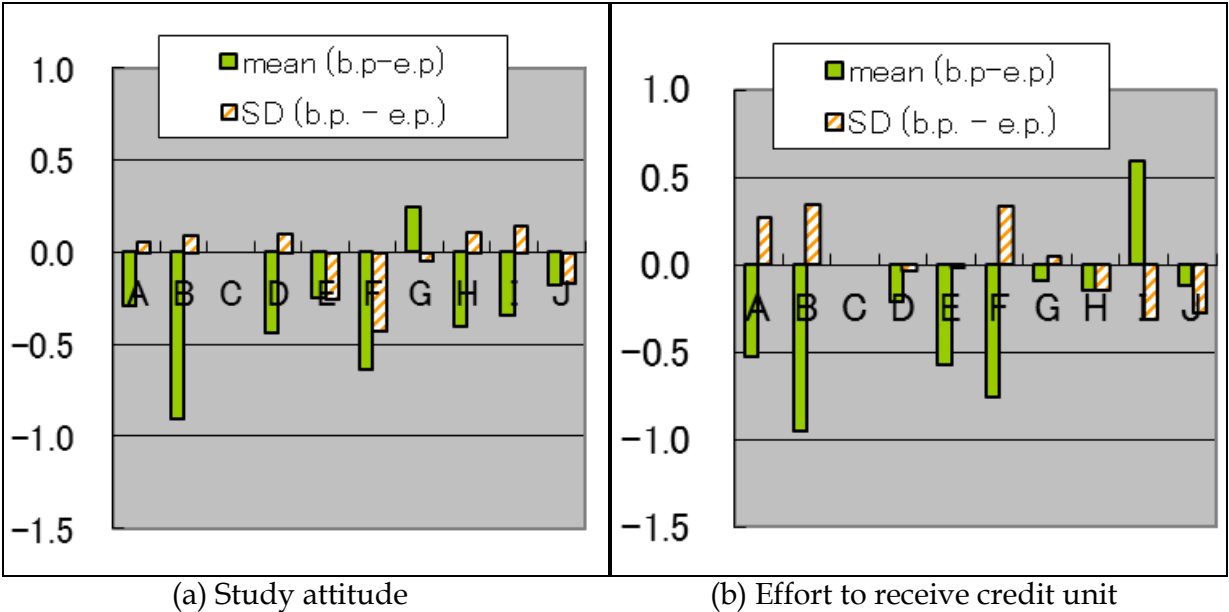 mean (b.p-e.p)
SD (b.p. - e.p.)
1.0
0.5
0.0
-0.5
-1.0
-1.5
A B C D E F G H I J
(a) Study attitude
mean (b.p-e.p)
SD (b.p. - e.p.)
1.0
0.5
0.0
-0.5
-1.0
-1.5
A B C D E F G H I J
(b) Effort to receive credit unit